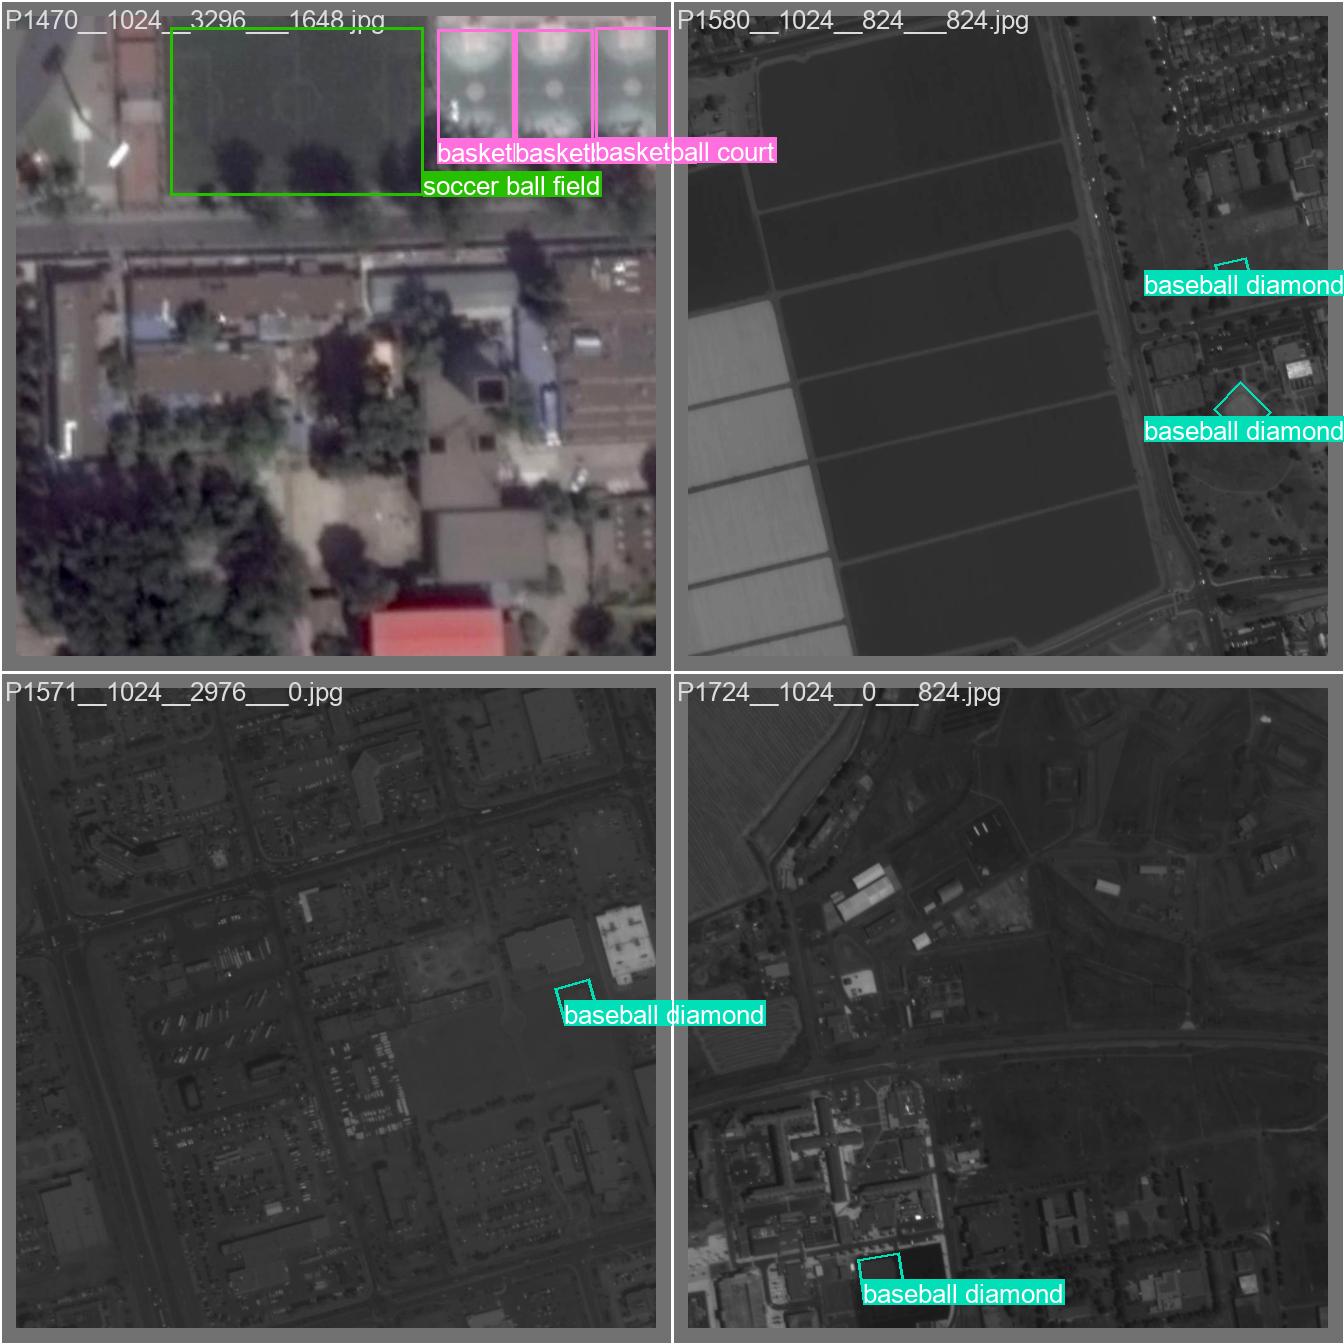 P1470__1024__3296___1648.jpg
basket basket basketball court
soccer ball field
P1580__1024__824___824.jpg
baseball diamond
baseball diamond
P1571__1024__2976___0.jpg
baseball diamond
P1724__1024__0___824.jpg
baseball diamond